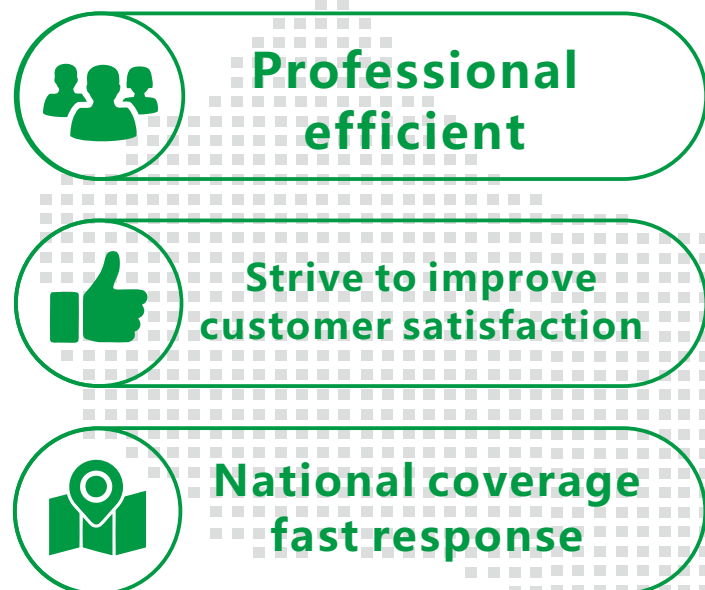 Professional
efficient
Strive to improve
customer satisfaction
National coverage
fast response